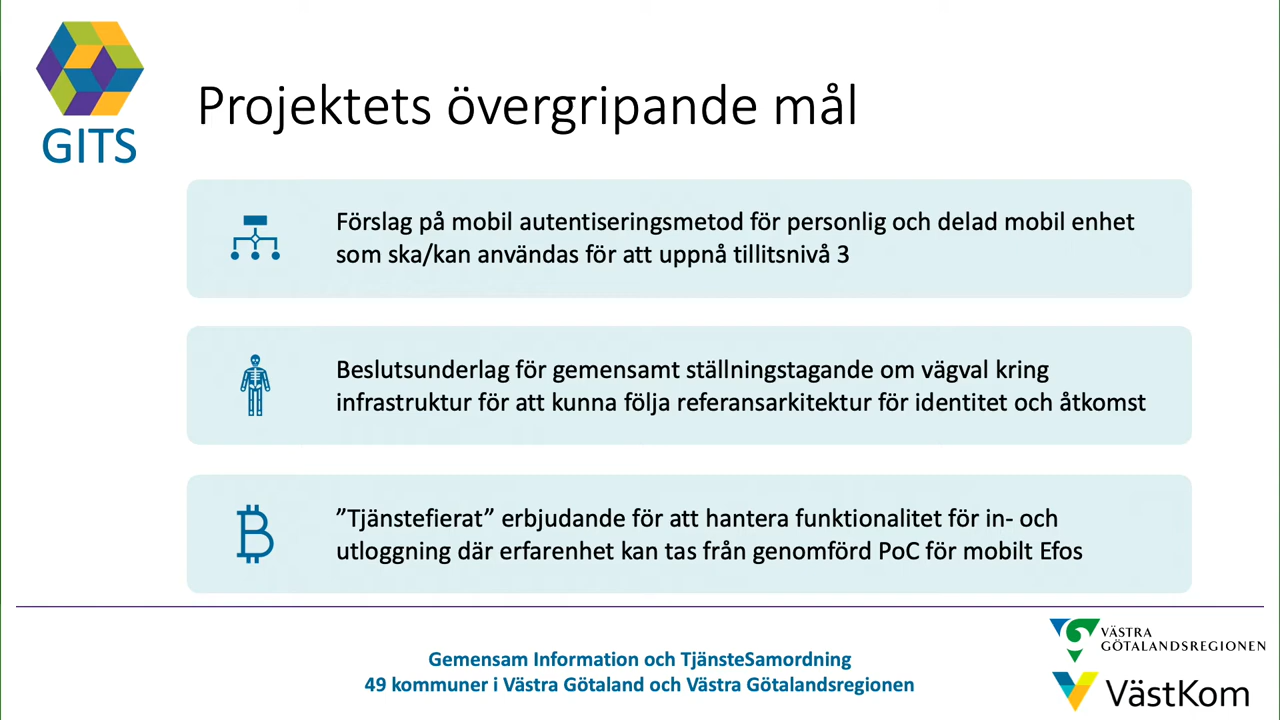 GITS
Projektets övergripande mål
Förslag på mobil autentiseringsmetod för personlig och delad mobil enhet
som ska/kan användas för att uppnå tillitsnivå 3
Beslutsunderlag för gemensamt ställningstagande om vägval kring
infrastruktur för att kunna följa referansarkitektur för identitet och åtkomst
”Tjänstefierat” erbjudande för att hantera funktionalitet för in- och
utloggning där erfarenhet kan tas från genomförd PoC för mobilt Efos
Gemensam Information och TjänsteSamordning
49 kommuner i Västra Götaland och Västra Götalandsregionen
VÄSTRA
GÖTALANDSREGIONEN
VästKom